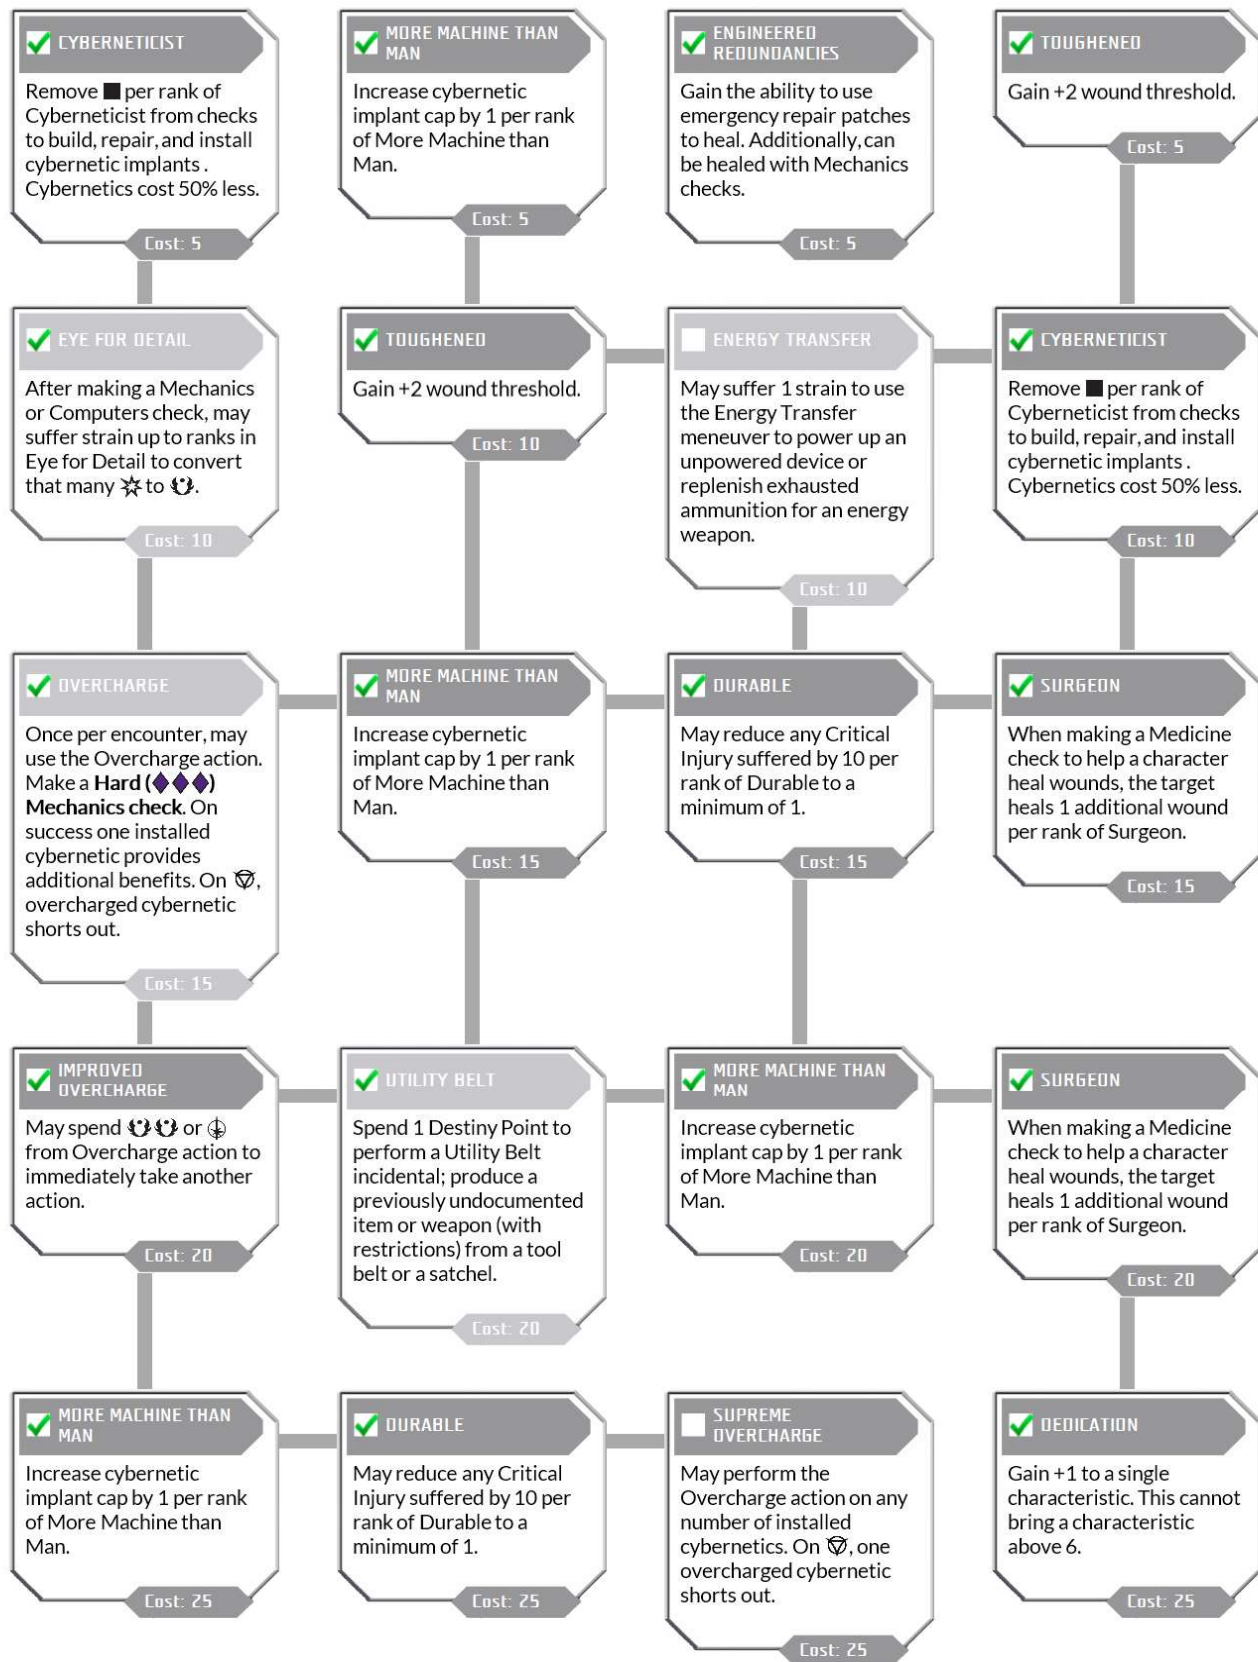 CYBERNETICIST
Remove per rank of
Cyberneticist from checks
to build, repair, and install
cybernetic implants .
Cybernetics cost 50% less.
Cost: 5
MORE MACHINE THAN
MAN
Increase cybernetic
implant cap by 1 per rank
of More Machine than
Man.
Cost: 5
ENGINEERED
REDUNDANCIES
Gain the ability to use
emergency repair patches
to heal. Additionally, can
be healed with Mechanics
checks.
Cost: 5
TOUGHENED
Gain +2 wound threshold.
Cost: 5
EYE FOR DETAIL
After making a Mechanics
or Computers check, may
suffer strain up to ranks in
Eye for Detail to convert
that many to .
Cost: 10
TOUGHENED
Gain +2 wound threshold.
Cost: 10
ENERGY TRANSFER
May suffer 1 strain to use
the Energy Transfer
meneuver to power up an
unpowered device or
replenish exhausted
ammunition for an energy
weapon.
Cost: 10
CYBERNETICIST
Remove per rank of
Cyberneticist from checks
to build, repair, and install
cybernetic implants .
Cybernetics cost 50% less.
Cost: 10
OVERCHARGE
Once per encounter, may
use the Overcharge action.
Make a Hard (♦♦♦)
Mechanics check. On
success one installed
cybernetic provides
additional benefits. On ,
overcharged cybernetic
shorts out.
Cost: 15
MORE MACHINE THAN
MAN
Increase cybernetic
implant cap by 1 per rank
of More Machine than
Man.
Cost: 15
DURABLE
May reduce any Critical
Injury suffered by 10 per
rank of Durable to a
minimum of 1.
Cost: 15
SURGEON
When making a Medicine
check to help a character
heal wounds, the target
heals 1 additional wound
per rank of Surgeon.
Cost: 15
IMPROVED
OVERCHARGE
May spend or
from Overcharge action to
immediately take another
action.
Cost: 20
UTILITY BELT
Spend 1 Destiny Point to
perform a Utility Belt
incidental; produce a
previously undocumented
item or weapon (with
restrictions) from a tool
belt or a satchel.
Cost: 20
MORE MACHINE THAN
MAN
Increase cybernetic
implant cap by 1 per rank
of More Machine than
Man.
Cost: 20
SURGEON
When making a Medicine
check to help a character
heal wounds, the target
heals 1 additional wound
per rank of Surgeon.
Cost: 20
MORE MACHINE THAN
MAN
Increase cybernetic
implant cap by 1 per rank
of More Machine than
Man.
Cost: 25
DURABLE
May reduce any Critical
Injury suffered by 10 per
rank of Durable to a
minimum of 1.
Cost: 25
SUPREME
OVERCHARGE
May perform the
Overcharge action on any
number of installed
cybernetics. On , one
overcharged cybernetic
shorts out.
Cost: 25
DEDICATION
Gain +1 to a single
characteristic. This cannot
bring a characteristic
above 6.
Cost: 25